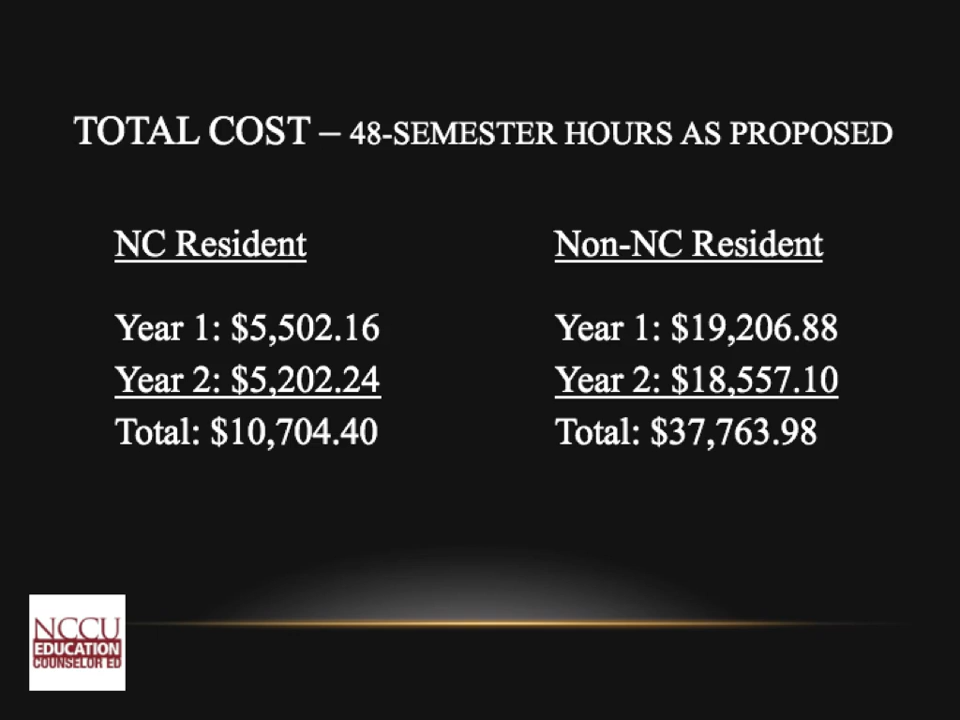 TOTAL COST – 48-SEMESTER HOURS AS PROPOSED
NC Resident
Year 1: $5,502.16
Year 2: $5,202.24
Total: $10,704.40
Non-NC Resident
Year 1: $19,206.88
Year 2: $18,557.10
Total: $37,763.98
NCCU
EDUCATION
COUNSELOR ED